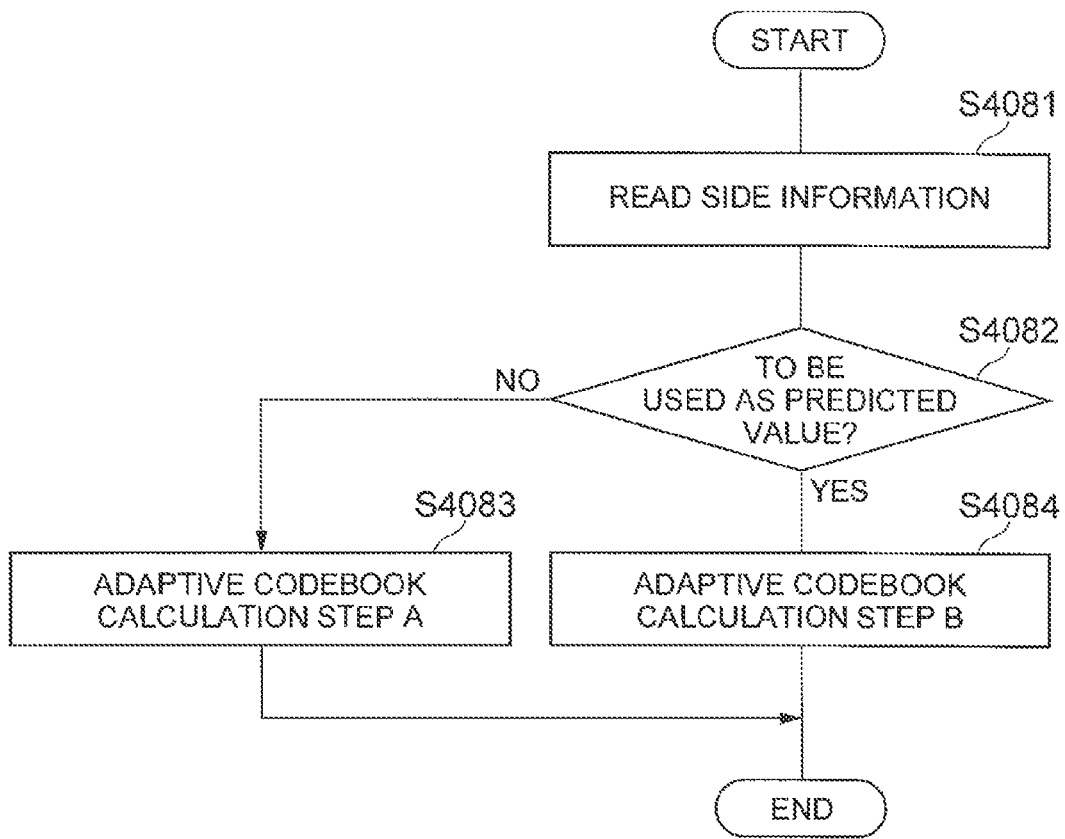 START
S4081
READ SIDE INFORMATION
S4082
TO BE
USED AS PREDICTED
VALUE?
NO
YES
S4083
S4084
ADAPTIVE CODEBOOK
CALCULATION STEP A
ADAPTIVE CODEBOOK
CALCULATION STEP B
END